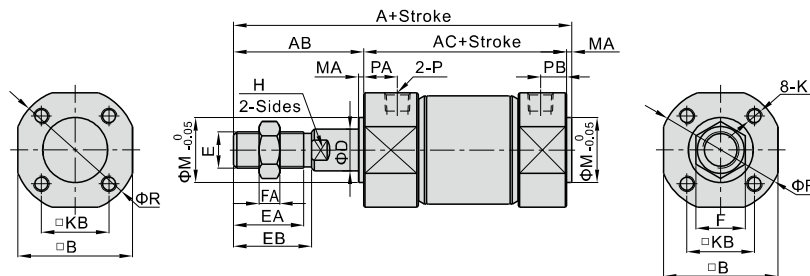 A+Stroke
AB
AC+Stroke
MA
MA
PA
2-P
PB
H
2-Sides
8-K
ΦM 0 -0.05
E
ΦD
ΦM 0 -0.05
FA
EA
EB
ΦR
□KB
□B
F
□KB
□B